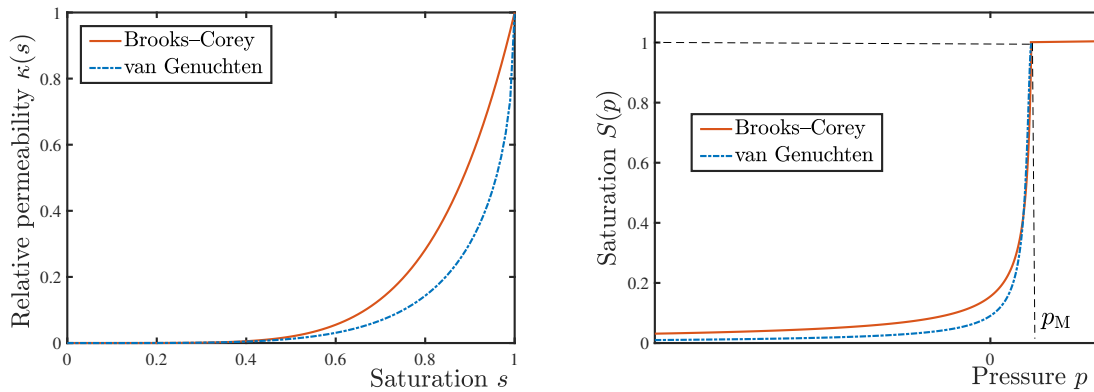 1
0.8
0.6
0.4
0.2
0
0
0.2
0.4
0.6
0.8
1
Relative permeability κ(s)
Saturation s
Brooks–Corey
van Genuchten
1
0.8
0.6
0.4
0.2
0
0
Saturation S(p)
Pressure p
Brooks–Corey
van Genuchten
p_M